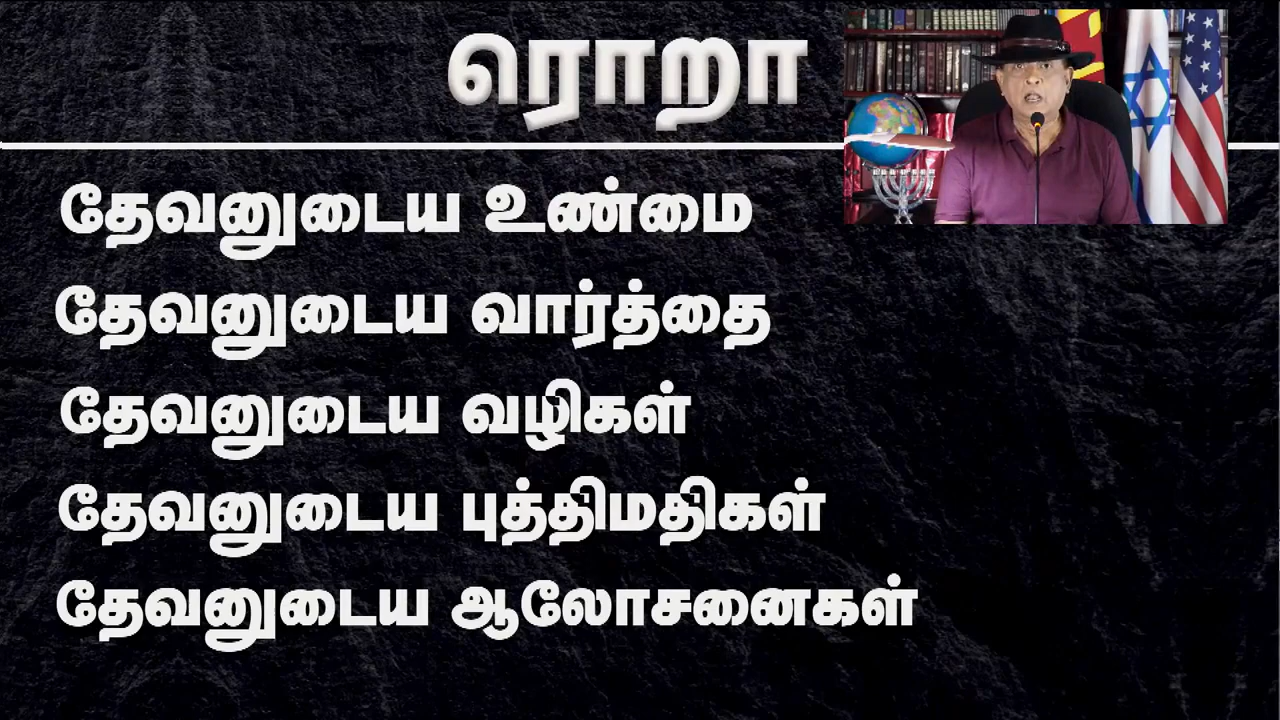 ரொறா
தேவனுடைய உண்மை
தேவனுடைய வார்த்தை
தேவனுடைய வழிகள்
தேவனுடைய புத்திமதிகள்
தேவனுடைய ஆலோசனைகள்